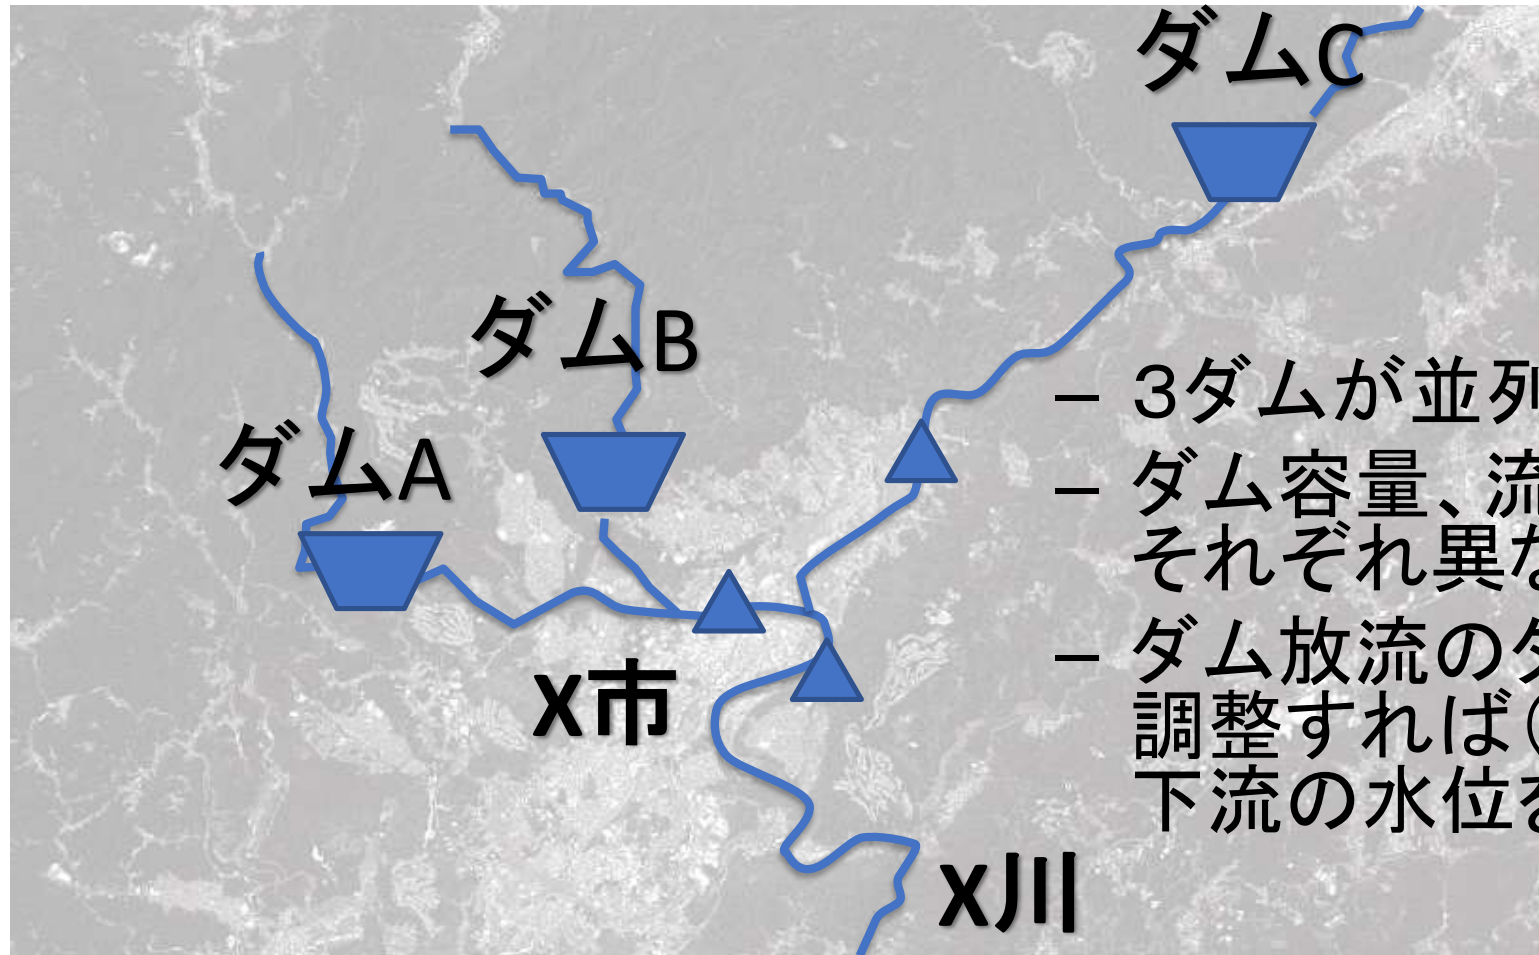 ダムC
ダムB
ダムA
– 3ダムが並列
– ダム容量、流
それぞれ異な
– ダム放流の
調整すれば(
下流の水位を
X市
X川